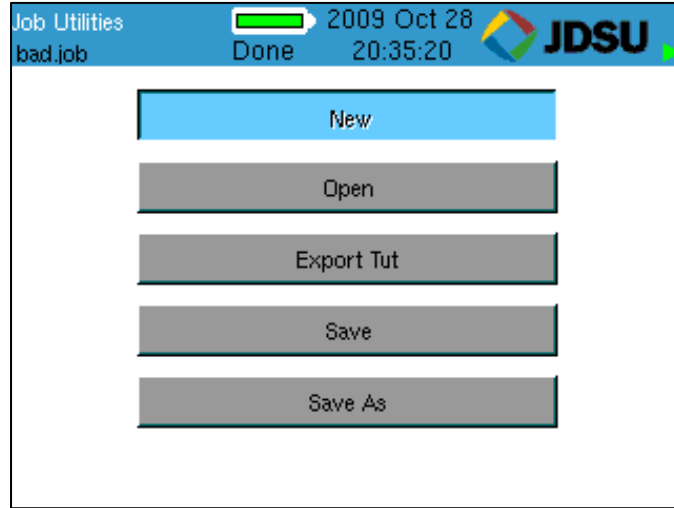 Job Utilities
2009 Oct 28
JDSU
bad.job
Done
20:35:20
New
Open
Export Tut
Save
Save As